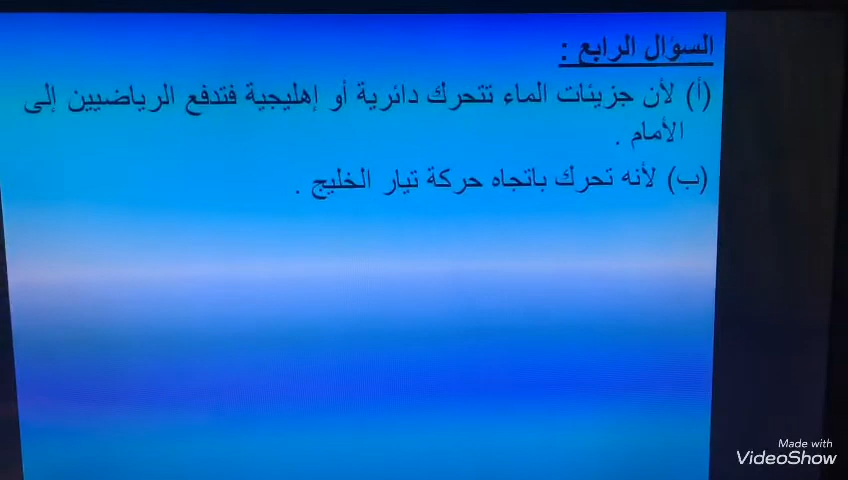 السؤال الرابع :
(أ) لأن جزيئات الماء تتحرك دائرية أو إهليجية فتدفع الرياضيين إلى
الأمام .
(ب) لأنه تحرك باتجاه حركة تيار الخليج .
Made with
VideoShow